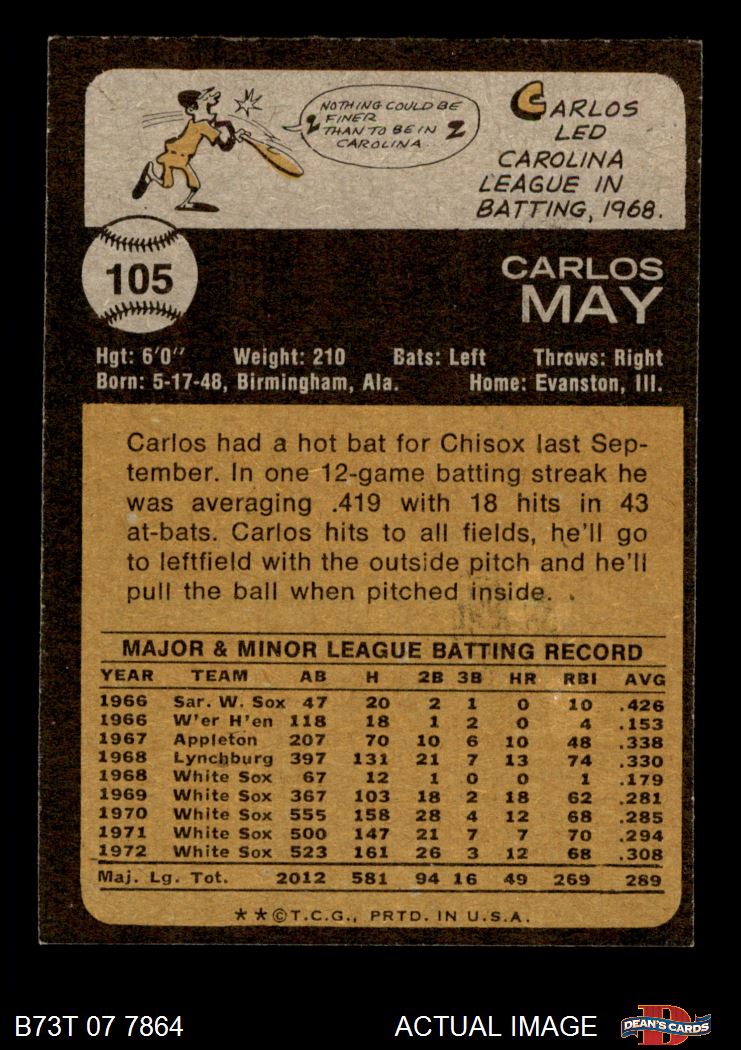 NOTHING COULD BE
FINER
THAN TO BE IN
CAROLINA..
CARLOS
LED
CAROLINA
LEAGUE IN
BATTING, 1968.
105
CARLOS
MAY
Hgt: 6'0" Weight: 210 Bats: Left Throws: Right
Born: 5-17-48, Birmingham, Ala. Home: Evanston, Ill.
Carlos had a hot bat for Chisox last Sep-
tember. In one 12-game batting streak he
was averaging .419 with 18 hits in 43
at-bats. Carlos hits to all fields, he'll go
to leftfield with the outside pitch and he'll
pull the ball when pitched inside.
MAJOR & MINOR LEAGUE BATTING RECORD
YEAR TEAM AB H 2B 3B HR RBI AVG
1966 Sar. W. Sox 47 20 2 1 0 10 .426
1966 W'er H'en 118 18 1 2 0 4 .153
1967 Appleton 207 70 10 6 10 48 .338
1968 Lynchburg 397 131 21 7 13 74 .330
1968 White Sox 67 12 1 0 0 1 .179
1969 White Sox 367 103 18 2 18 62 .281
1970 White Sox 555 158 28 4 12 68 .285
1971 White Sox 500 147 21 7 7 70 .294
1972 White Sox 523 161 26 3 12 68 .308
Maj. Lg. Tot. 2012 581 94 16 49 269 289
★★©T.C.G., PRTD. IN U.S.A.
B73T 07 7864 ACTUAL IMAGE
D
DEAN'S CARDS